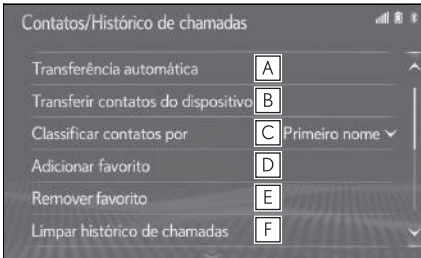 Contatos/Histórico de chamadas
Transferência automática A
Transferir contatos do dispositivo B
Classificar contatos por C Primeiro nome
Adicionar favorito D
Remover favorito E
Limpar histórico de chamadas F